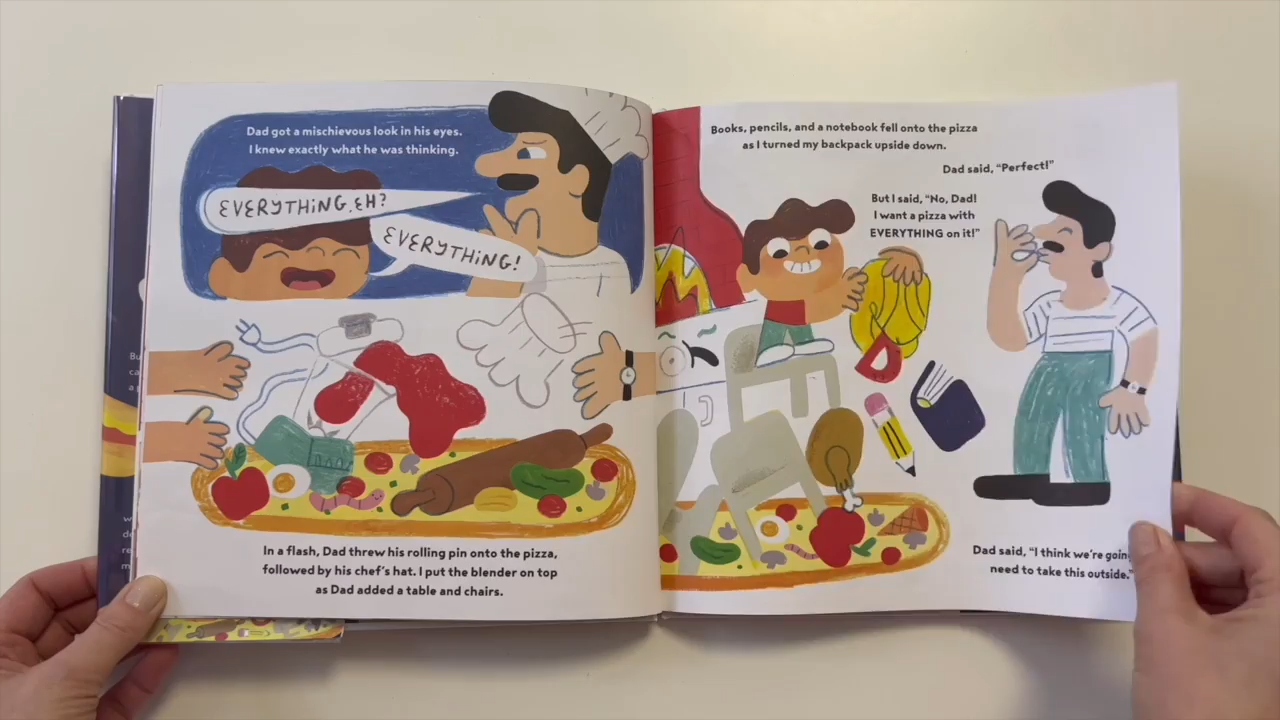 Dad got a mischievous look in his eyes.
I knew exactly what he was thinking.
EVERYTHING, EH?
EVERYTHING!
In a flash, Dad threw his rolling pin onto the pizza,
followed by his chef's hat. I put the blender on top
as Dad added a table and chairs.
Books, pencils, and a notebook fell onto the pizza
as I turned my backpack upside down.
Dad said, "Perfect!"
But I said, "No, Dad!
I want a pizza with
EVERYTHING on it!"
Dad said, "I think we're going
need to take this outside."